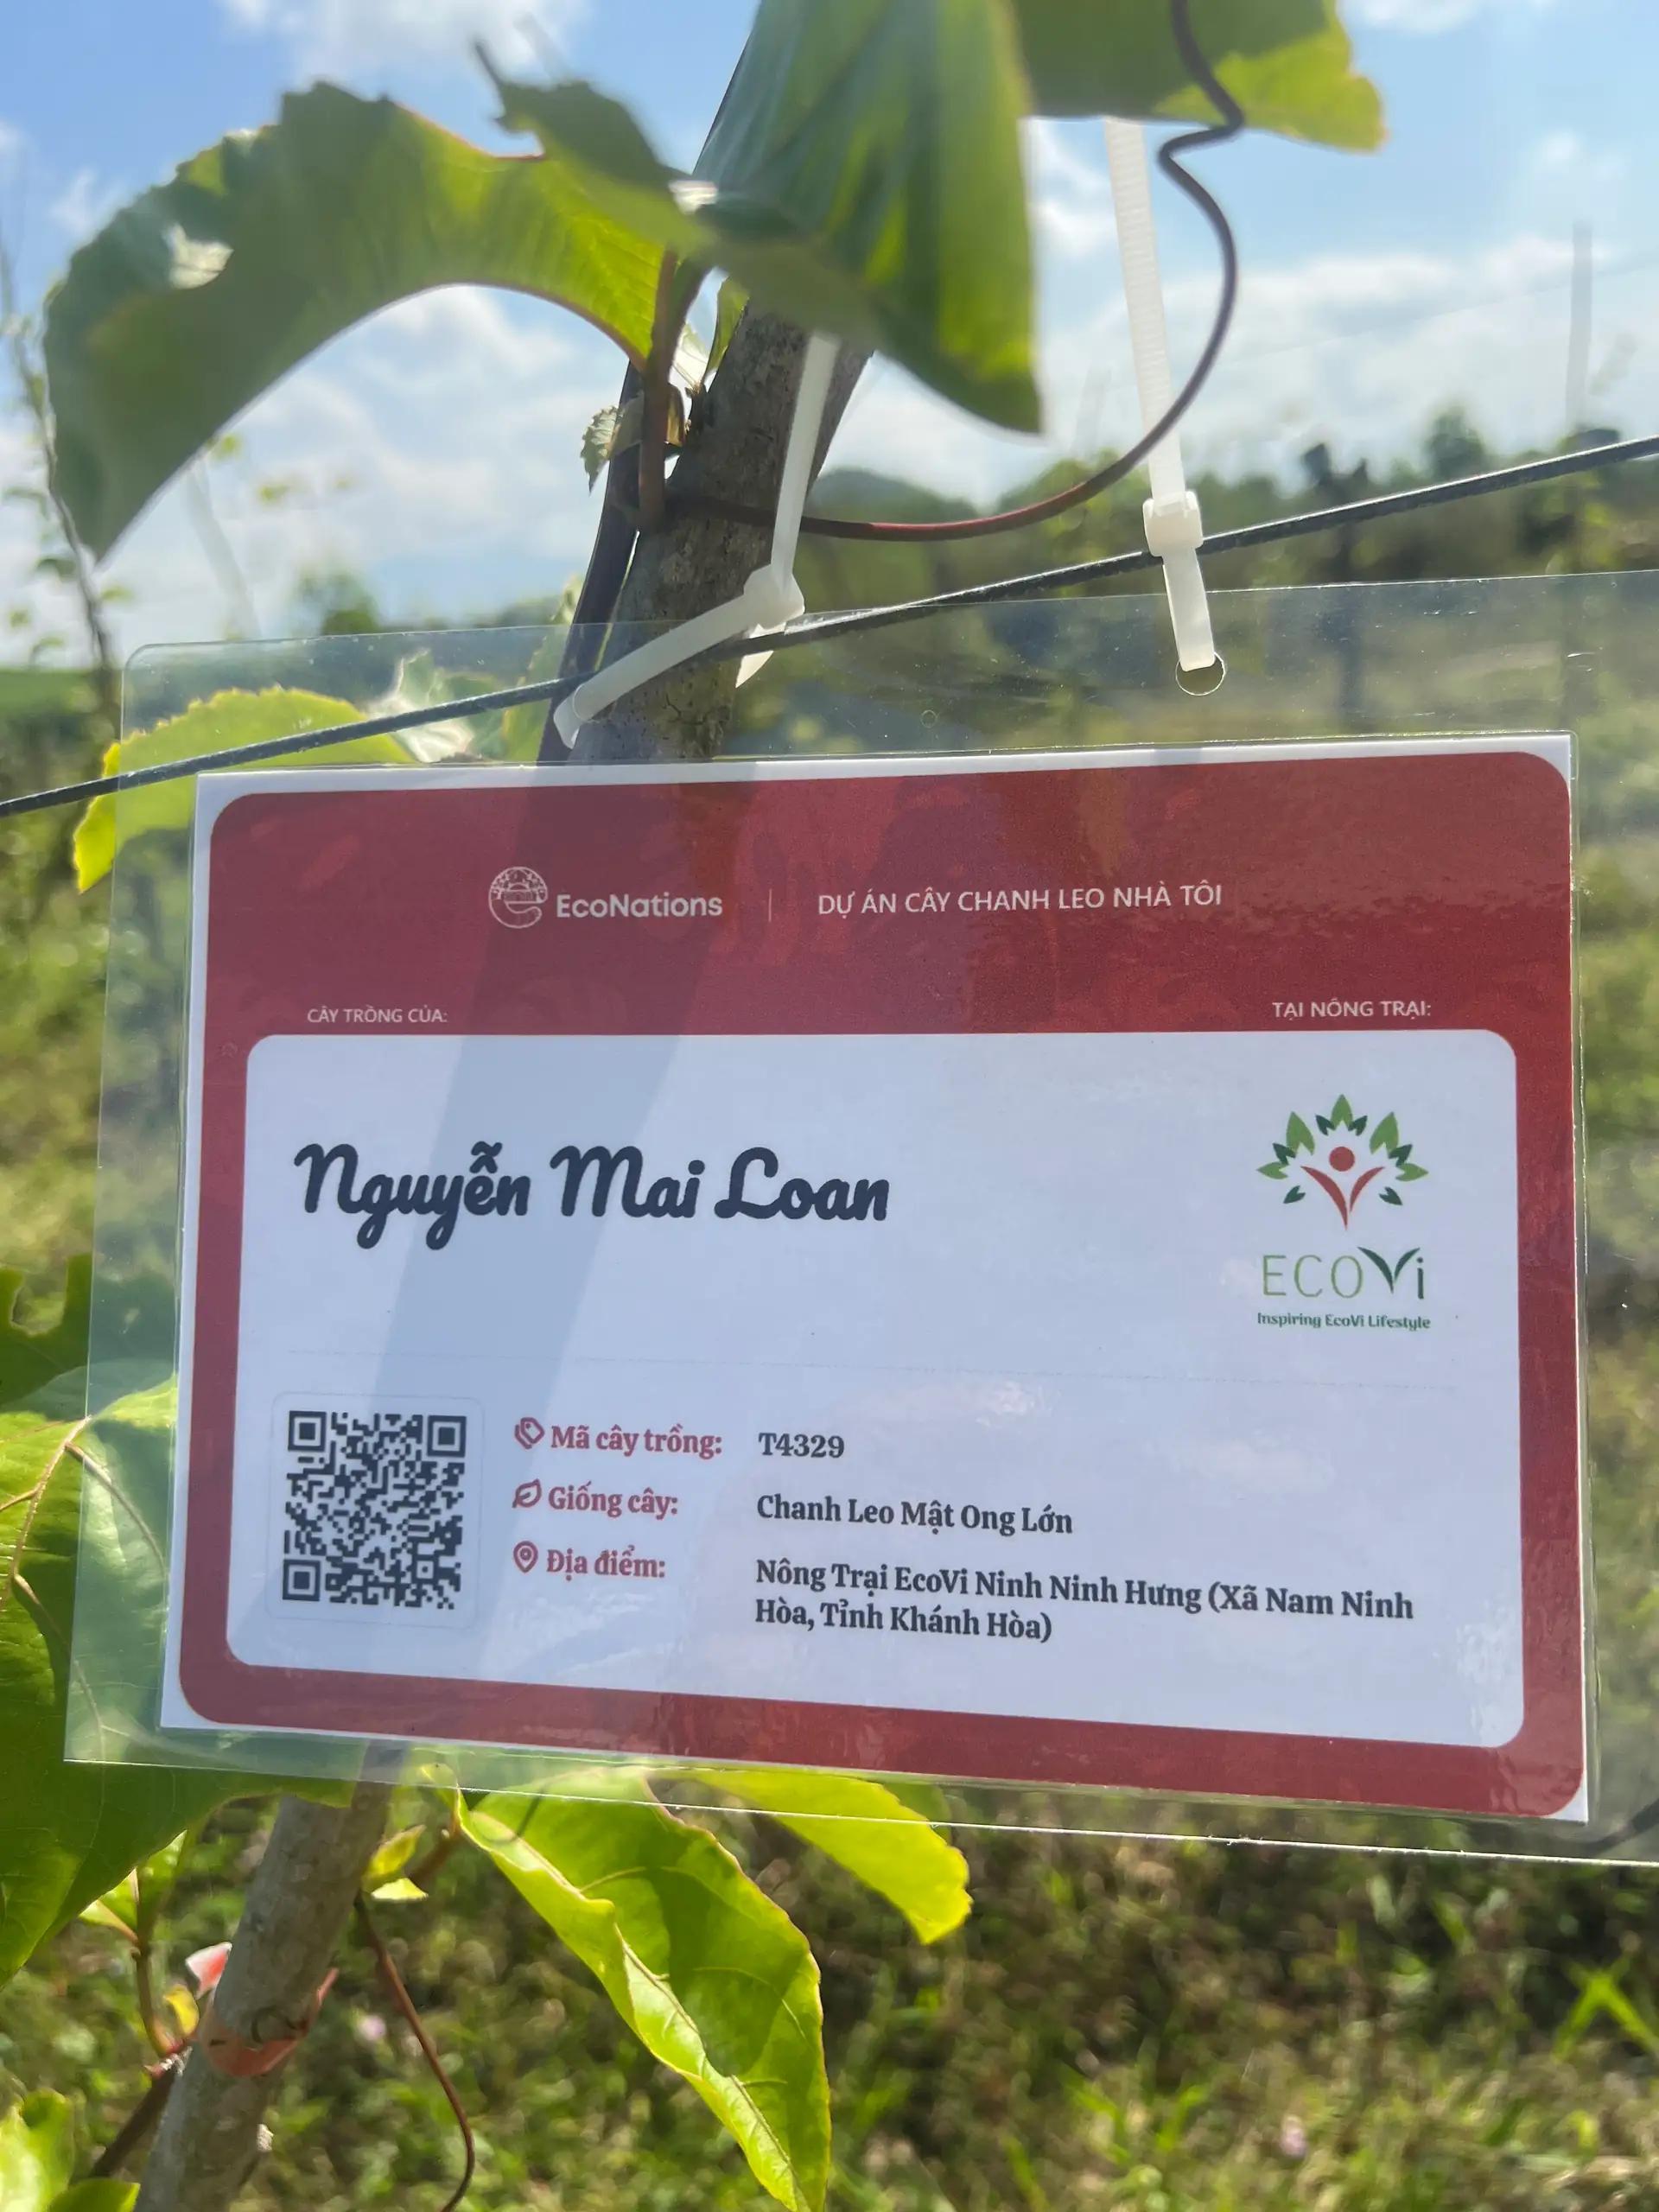 EcoNations | DỰ ÁN CÂY CHANH LEO NHÀ TÔI
CÂY TRỒNG CỦA:
TẠI NÔNG TRẠI:
Nguyễn Mai Loan
ECOVi
Inspiring EcoVi Lifestyle
Mã cây trồng: T4329
Giống cây: Chanh Leo Mật Ong Lớn
Địa điểm: Nông Trại EcoVi Ninh Ninh Hưng (Xã Nam Ninh
Hòa, Tỉnh Khánh Hòa)